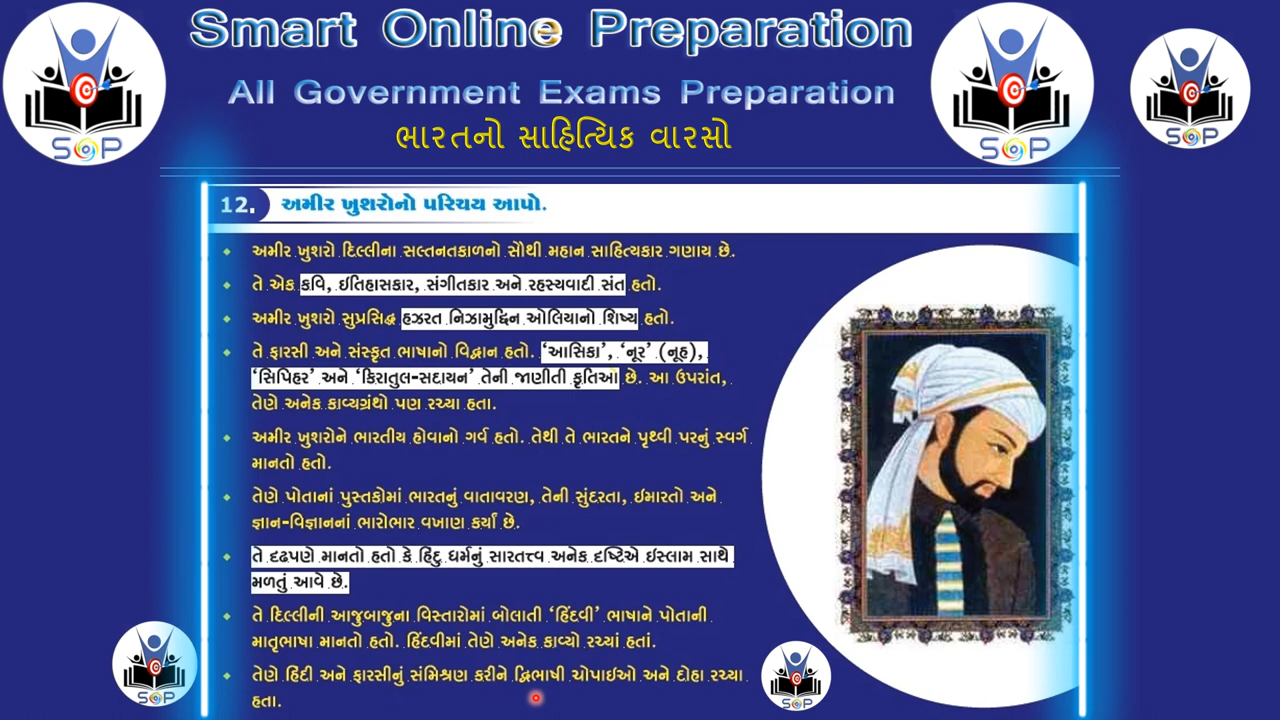 Smart Online Preparation
All Government Exams Preparation
ભારતનો સાહિત્યિક વારસો
12. અમીર ખુશરોનો પરિચય આપો.
અમીર ખુશરો દિલ્લીના સલ્તનતકાળનો સૌથી મહાન સાહિત્યકાર ગણાય છે.
તે એક કવિ, ઈતિહાસકાર, સંગીતકાર અને રહસ્યવાદી સંત હતો.
અમીર ખુશરો સુપ્રસિદ્ધ હઝરત નિઝામુદ્દિન ઓલિયાનો શિષ્ય હતો.
તે ફારસી અને સંસ્કૃત ભાષાનો વિદ્વાન હતો. ‘આસિકા’, ‘નૂર’ (નૂહ),
‘સિપિહર’ અને ‘કિરાતુલ-સદાયન’ તેની જાણીતી કૃતિઓ છે. આ ઉપરાંત,
તેણે અનેક કાવ્યગ્રંથો પણ રચ્યા હતા.
અમીર ખુશરોને ભારતીય હોવાનો ગર્વ હતો. તેથી તે ભારતને પૃથ્વી પરનું સ્વર્ગ
માનતો હતો.
તેણે પોતાનાં પુસ્તકોમાં ભારતનું વાતાવરણ, તેની સુંદરતા, ઈમારતો અને
જ્ઞાન-વિજ્ઞાનનાં ભારોભાર વખાણ કર્યાં છે.
તે દૃઢપણે માનતો હતો કે હિંદુ ધર્મનું સારતત્ત્વ અનેક દૃષ્ટિએ ઈસ્લામ સાથે
મળતું આવે છે.
તે દિલ્લીની આજુબાજુના વિસ્તારોમાં બોલાતી ‘હિંદવી’ ભાષાને પોતાની
માતૃભાષા માનતો હતો. હિંદવીમાં તેણે અનેક કાવ્યો રચ્યાં હતાં.
તેણે હિંદી અને ફારસીનું સંમિશ્રણ કરીને દ્વિભાષી ચોપાઈઓ અને દોહા રચ્યા
હતા.
SOP
SOP
SOP
SOP
SOP